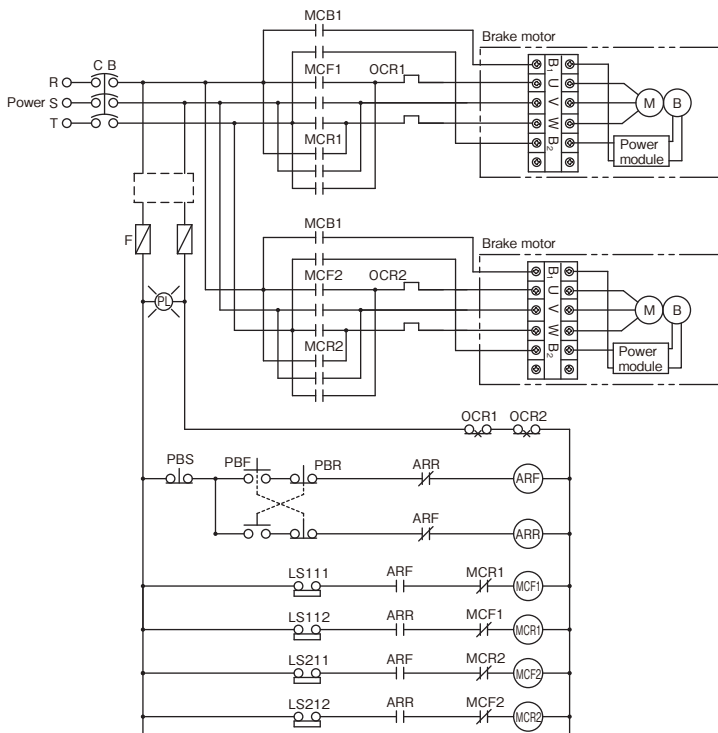 MCB1
Brake motor
C B
R
Power S
T
MCF1
OCR1
MCR1
B1 U V W B2
M
B
Power
module
F
MCB1
Brake motor
PL
MCF2
OCR2
MCR2
B1 U V W B2
M
B
Power
module
OCR1
OCR2
PBS
PBF
PBR
ARR
ARF
ARF
ARR
LS111
ARF
MCR1
MCF1
LS112
ARR
MCF1
MCR1
LS211
ARF
MCR2
MCF2
LS212
ARR
MCF2
MCR2